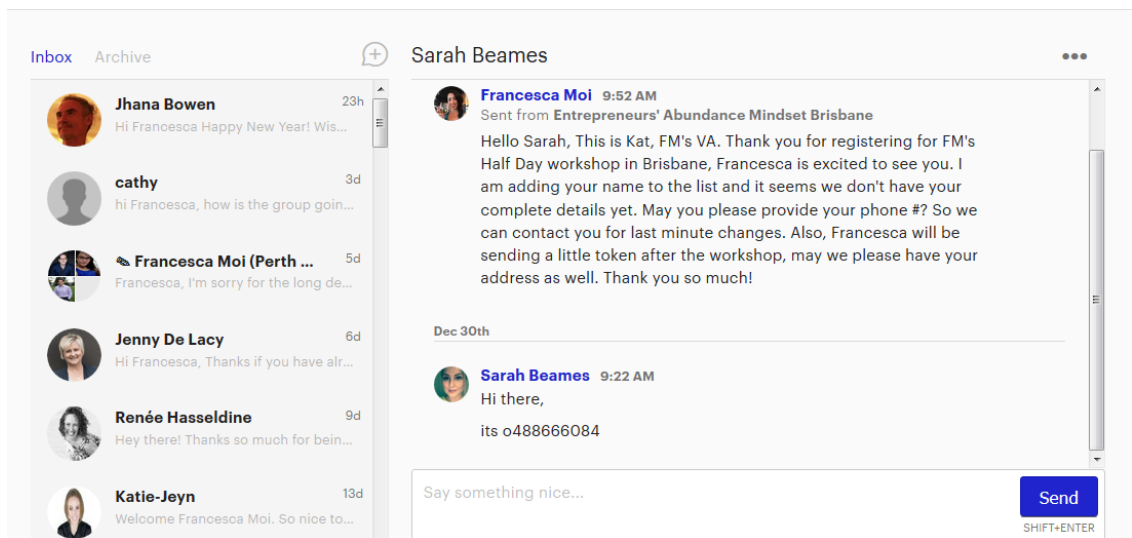 Inbox Archive
Jhana Bowen 23h
Hi Francesca Happy New Year! Wis...
cathy 3d
hi Francesca, how is the group goin...
Francesca Moi (Perth ... 5d
Francesca, I'm sorry for the long de...
Jenny De Lacy 6d
Hi Francesca, Thanks if you have alr...
Renée Hasseldine 9d
Hey there! Thanks so much for bein...
Katie-Jeyn 13d
Welcome Francesca Moi. So nice to...
Sarah Beames
Francesca Moi 9:52 AM
Sent from Entrepreneurs' Abundance Mindset Brisbane
Hello Sarah, This is Kat, FM's VA. Thank you for registering for FM's
Half Day workshop in Brisbane, Francesca is excited to see you. I
am adding your name to the list and it seems we don't have your
complete details yet. May you please provide your phone #? So we
can contact you for last minute changes. Also, Francesca will be
sending a little token after the workshop, may we please have your
address as well. Thank you so much!
Dec 30th
Sarah Beames 9:22 AM
Hi there,
its o488666084
Say something nice...
Send
SHIFT+ENTER